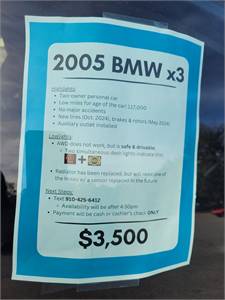 2005 BMW x3
Highlights:
- Two-owner personal car
- Low miles for age of the car! 117,000
- No major accidents
- New tires (Oct. 2024), brakes & rotors (May 2024)
- Auxiliary outlet installed
Lowlights:
- AWD does not work, but is safe & drivable.
- Two simultaneous dash lights indicate this:
+
- Radiator has been replaced, but will need one of
the hoses or a sensor replaced in the future
Next Steps:
- Text 910-425-6412
- Availability will be after 4:30pm
- Payment will be cash or cashier's check ONLY
$3,500